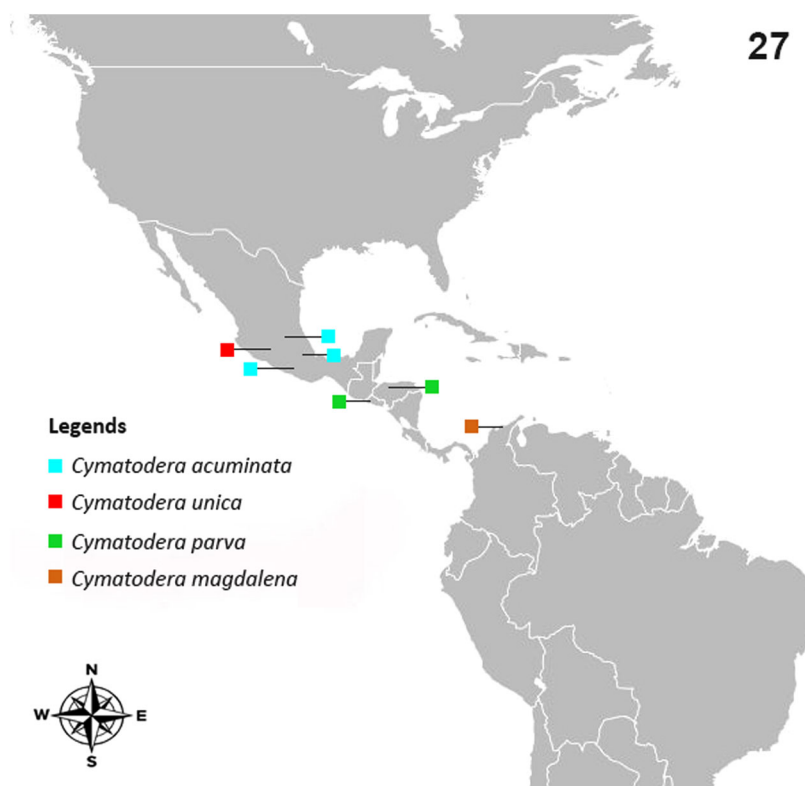 27
Legends
Cymatodera acuminata
Cymatodera unica
Cymatodera parva
Cymatodera magdalena
N
W E
S